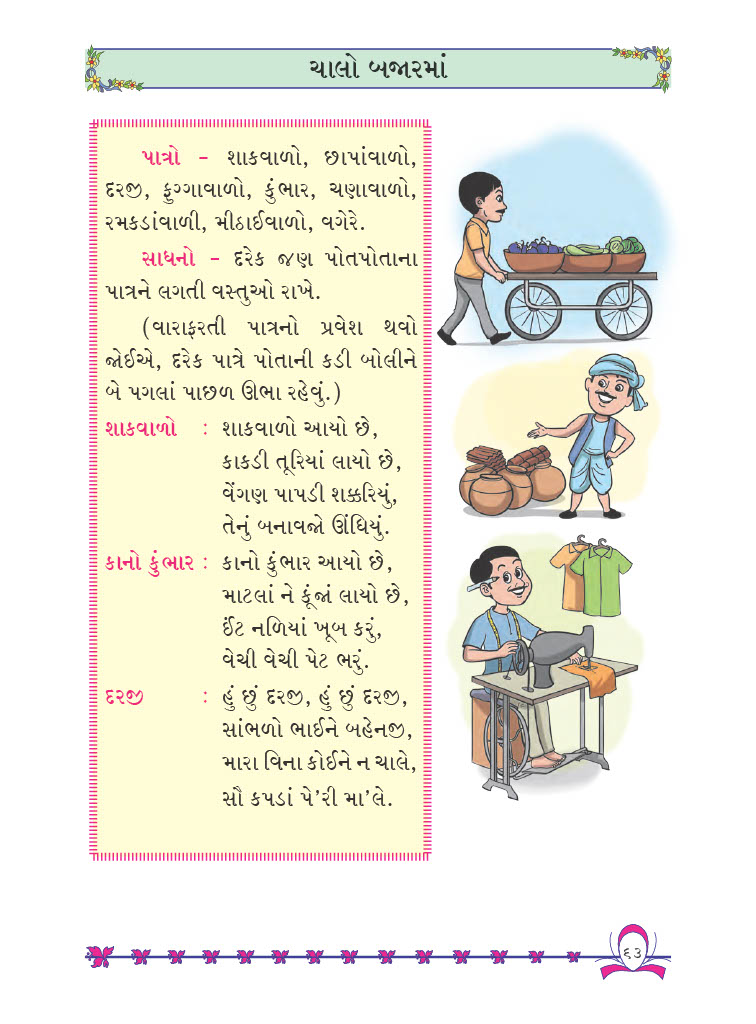 ચાલો બજારમાં
પાત્રો - શાકવાળો, છાપાંવાળો,
દરજી, ફુગ્ગાવાળો, કુંભાર, ચણાવાળો,
રમકડાંવાળી, મીઠાઈવાળો, વગેરે.
સાધનો - દરેક જણ પોતપોતાના
પાત્રને લગતી વસ્તુઓ રાખે.
(વારાફરતી પાત્રનો પ્રવેશ થવો
જોઈએ, દરેક પાત્રે પોતાની કડી બોલીને
બે પગલાં પાછળ ઊભા રહેવું.)
શાકવાળો : શાકવાળો આયો છે,
કાકડી તૂરિયાં લાયો છે,
વેંગણ પાપડી શક્કરિયું,
તેનું બનાવજો ઊંધિયું.
કાનો કુંભાર : કાનો કુંભાર આયો છે,
માટલાં ને કૂંજાં લાયો છે,
ઈંટ નળિયાં ખૂબ કરું,
વેચી વેચી પેટ ભરું.
દરજી : હું છું દરજી, હું છું દરજી,
સાંભળો ભાઈને બહેનજી,
મારા વિના કોઈને ન ચાલે,
સૌ કપડાં પે'રી મા'લે.
૬૩